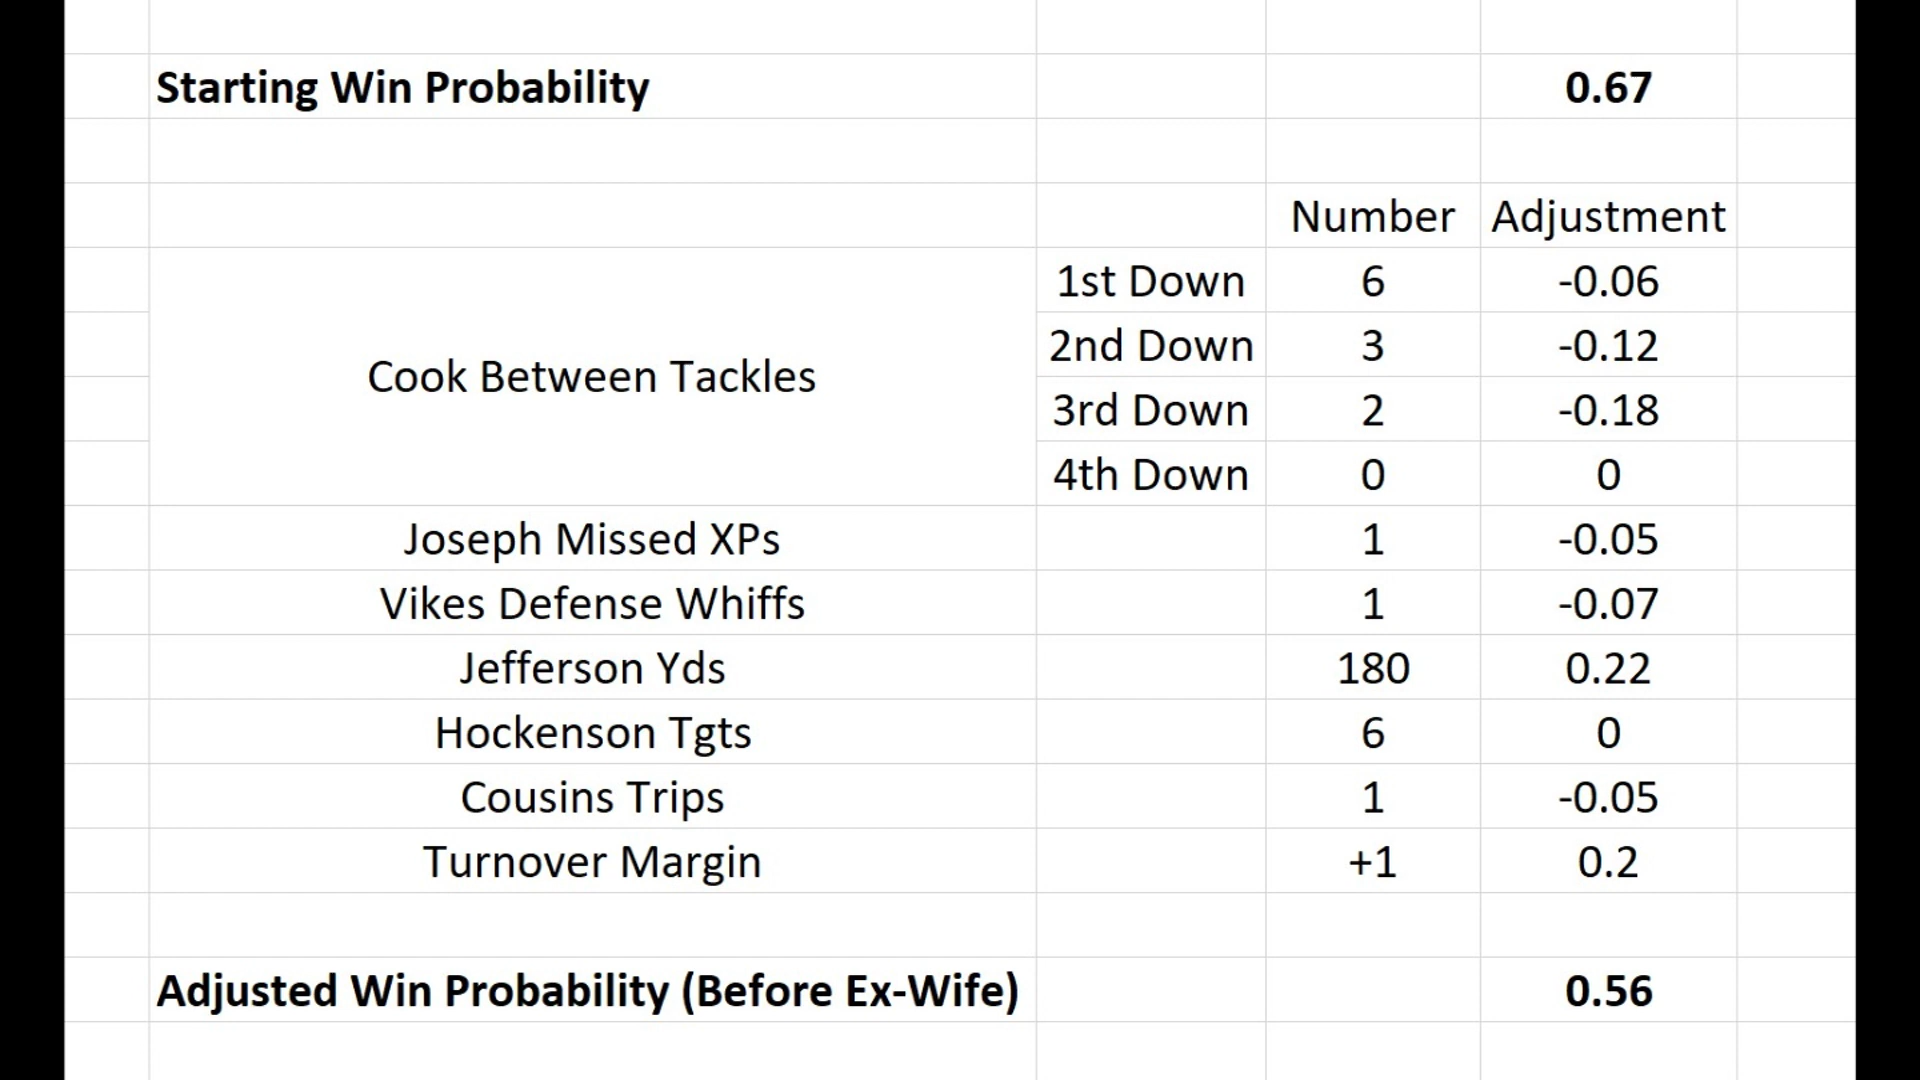 Starting Win Probability 0.67
Number Adjustment
Cook Between Tackles
1st Down 6 -0.06
2nd Down 3 -0.12
3rd Down 2 -0.18
4th Down 0 0
Joseph Missed XPs 1 -0.05
Vikes Defense Whiffs 1 -0.07
Jefferson Yds 180 0.22
Hockenson Tgts 6 0
Cousins Trips 1 -0.05
Turnover Margin +1 0.2
Adjusted Win Probability (Before Ex-Wife) 0.56